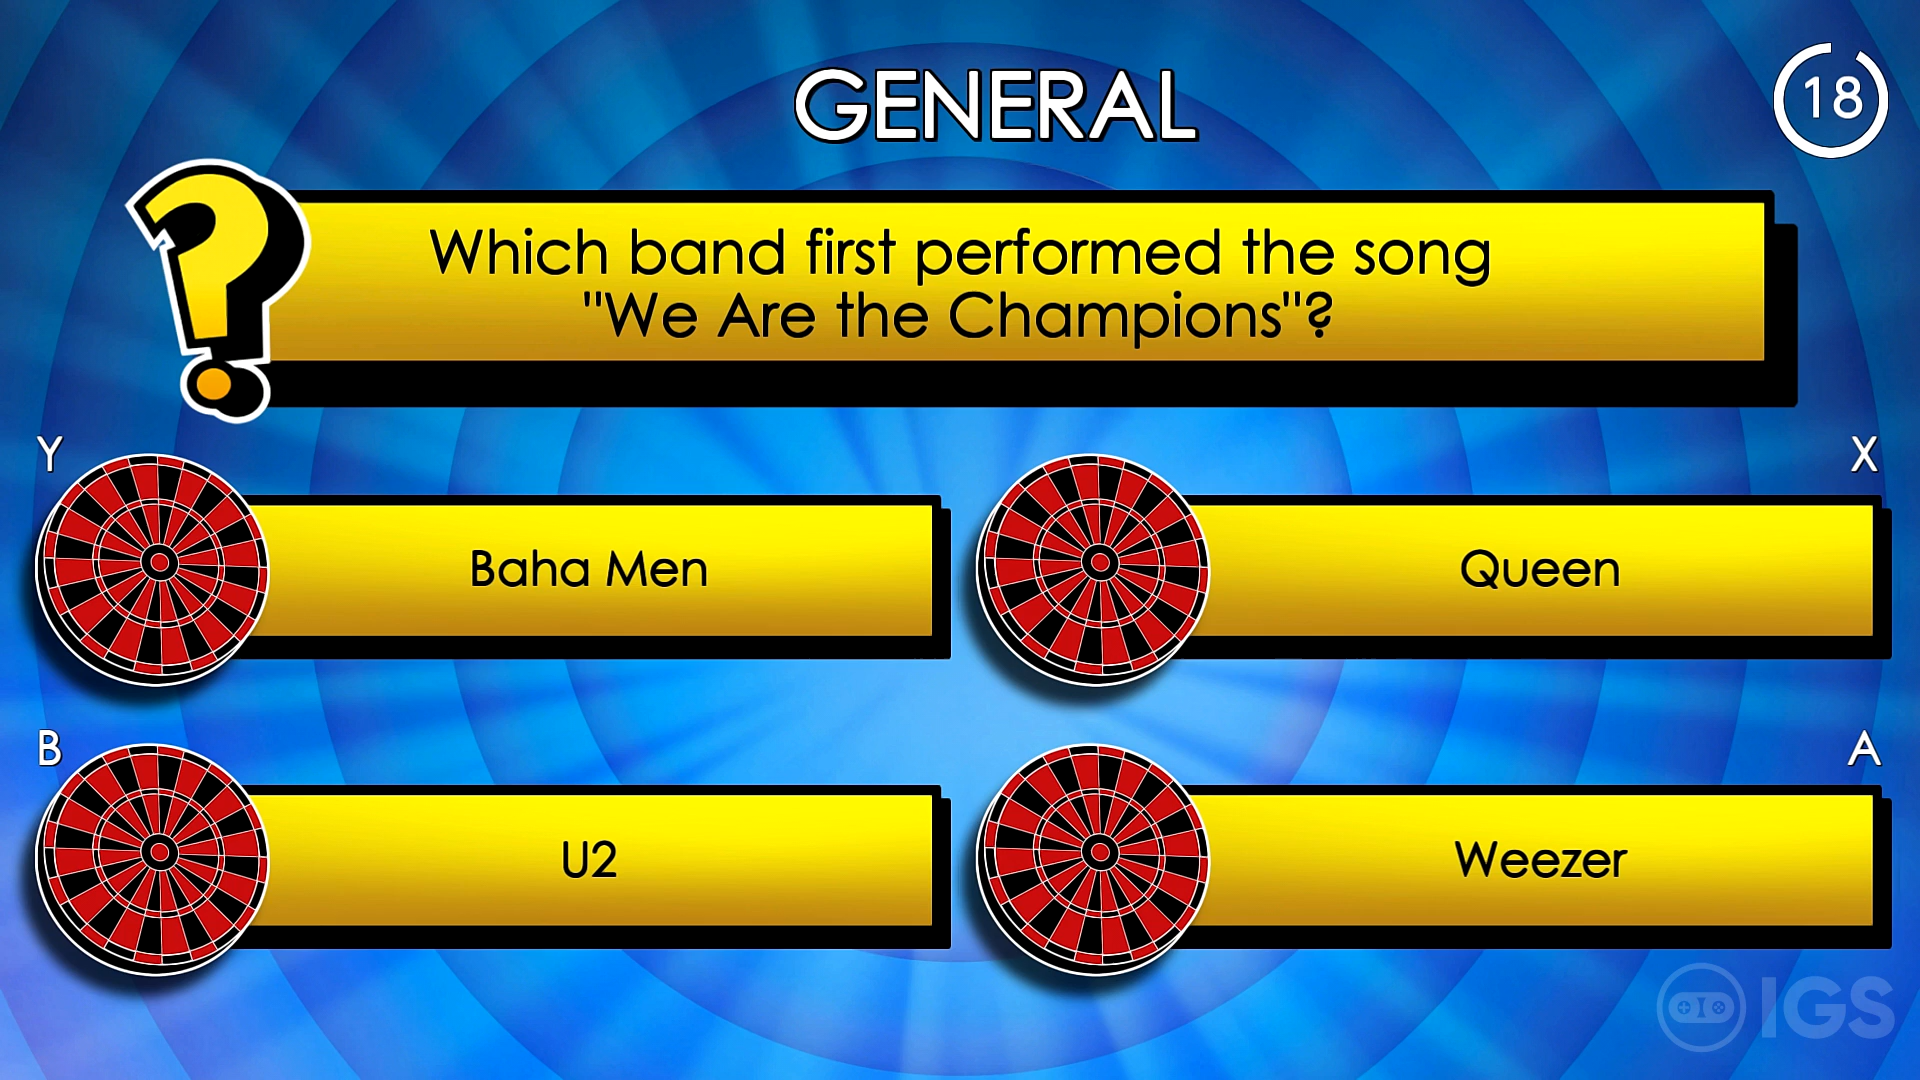 GENERAL
18
Which band first performed the song
"We Are the Champions"?
Y
Baha Men
X
Queen
B
U2
A
Weezer
IGS